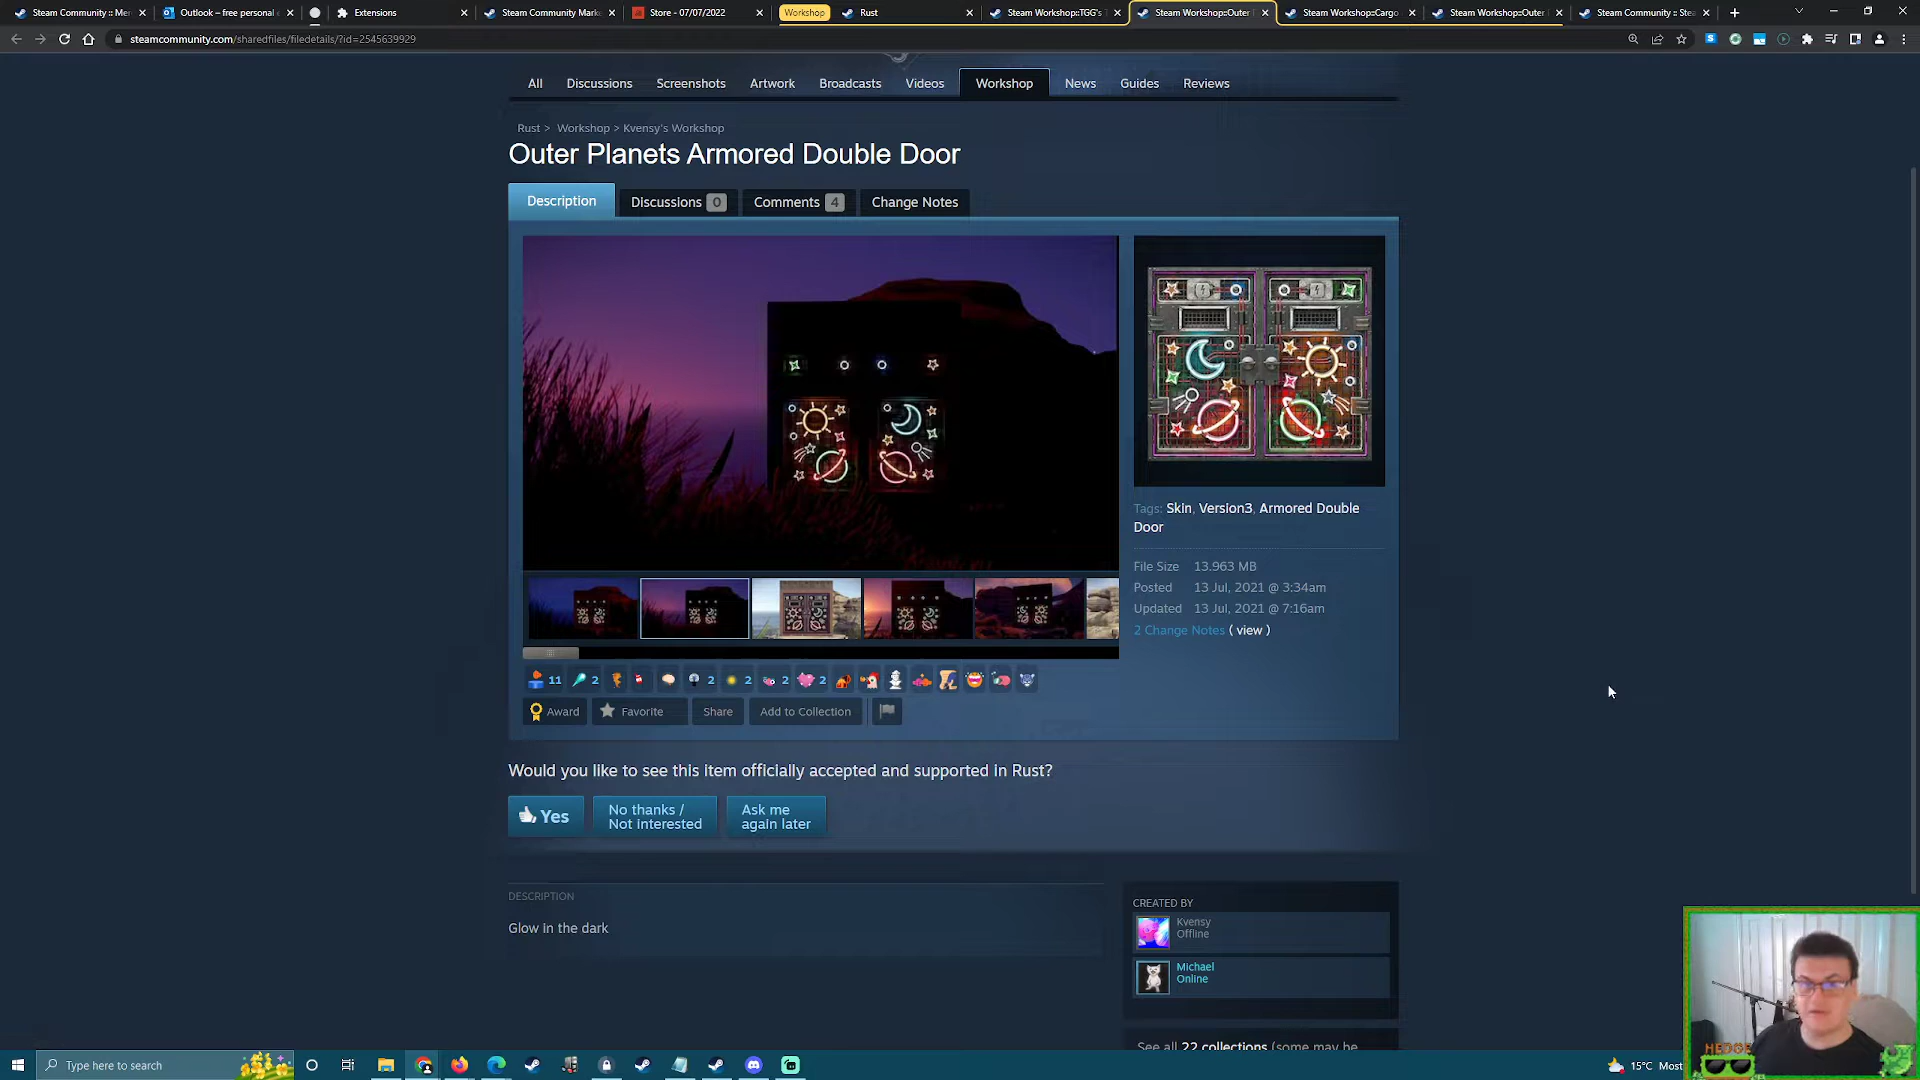 Steam Community :: Mer
Outlook – free personal e
Extensions
Steam Community Mark
Store - 07/07/2022
Workshop
Rust
Steam Workshop::TGG's
Steam Workshop::Outer
Steam Workshop::Cargo
Steam Workshop::Outer
Steam Community :: Stea
steamcommunity.com/sharedfiles/filedetails/?id=2545639929
All
Discussions
Screenshots
Artwork
Broadcasts
Videos
Workshop
News
Guides
Reviews
Rust > Workshop > Kvensy's Workshop
Outer Planets Armored Double Door
Description
Discussions 0
Comments 4
Change Notes
Tags: Skin, Version3, Armored Double
Door
File Size 13.963 MB
Posted 13 Jul, 2021 @ 3:34am
Updated 13 Jul, 2021 @ 7:16am
2 Change Notes ( view )
11 2 2 2 2 2
Award
Favorite
Share
Add to Collection
Would you like to see this item officially accepted and supported in Rust?
Yes
No thanks /
Not interested
Ask me
again later
DESCRIPTION
Glow in the dark
CREATED BY
Kvensy
Offline
Michael
Online
See all 22 collections (some may be
Type here to search
15°C Most
HEDGE